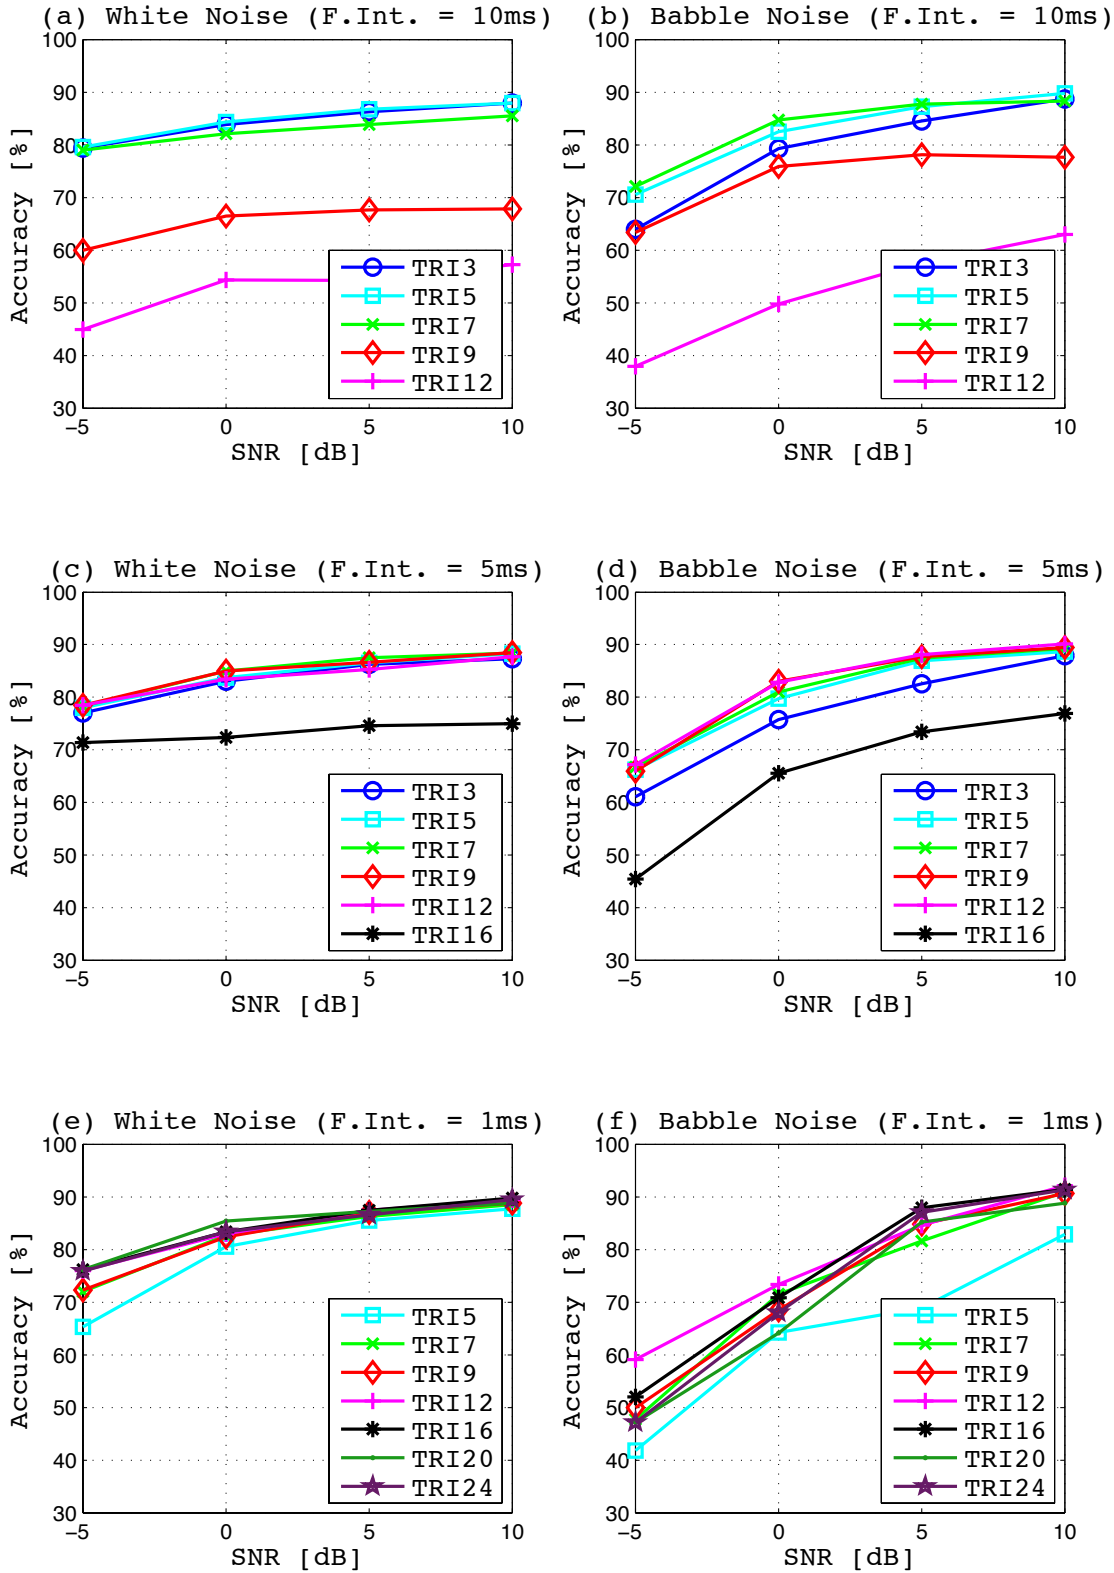 (a) White Noise (F.Int. = 10ms)
100
90
80
70
60
50
40
30
Accuracy [%]
TRI3
TRI5
TRI7
TRI9
TRI12
−5 0 5 10
SNR [dB]
(b) Babble Noise (F.Int. = 10ms)
100
90
80
70
60
50
40
30
Accuracy [%]
TRI3
TRI5
TRI7
TRI9
TRI12
−5 0 5 10
SNR [dB]
(c) White Noise (F.Int. = 5ms)
100
90
80
70
60
50
40
30
Accuracy [%]
TRI3
TRI5
TRI7
TRI9
TRI12
TRI16
−5 0 5 10
SNR [dB]
(d) Babble Noise (F.Int. = 5ms)
100
90
80
70
60
50
40
30
Accuracy [%]
TRI3
TRI5
TRI7
TRI9
TRI12
TRI16
−5 0 5 10
SNR [dB]
(e) White Noise (F.Int. = 1ms)
100
90
80
70
60
50
40
30
Accuracy [%]
TRI5
TRI7
TRI9
TRI12
TRI16
TRI20
TRI24
−5 0 5 10
SNR [dB]
(f) Babble Noise (F.Int. = 1ms)
100
90
80
70
60
50
40
30
Accuracy [%]
TRI5
TRI7
TRI9
TRI12
TRI16
TRI20
TRI24
−5 0 5 10
SNR [dB]